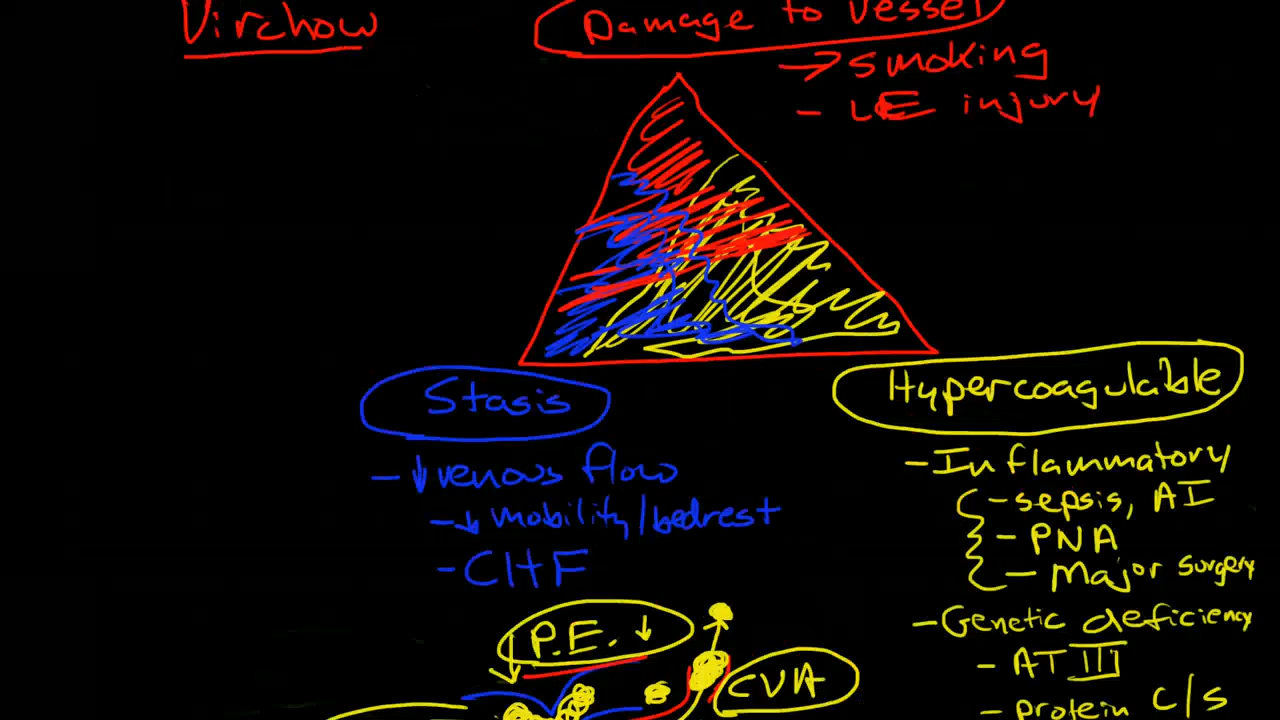 Virchow
Damage to Vessel
→ smoking
- LE injury
Stasis
- ↓ venous flow
- ↓ mobility/bedrest
- CHF
Hypercoagulable
- Inflammatory
- sepsis, AI
- PNA
- Major surgery
- Genetic deficiency
- AT III
- protein C/S
P.E. ↓
CVA